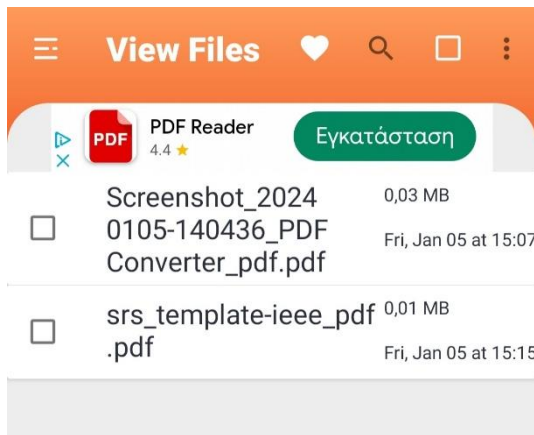 View Files
PDF
PDF Reader
4.4
Εγκατάσταση
Screenshot_2024
0105-140436_PDF
Converter_pdf.pdf
0,03 MB
Fri, Jan 05 at 15:07
srs_template-ieee_pdf
.pdf
0,01 MB
Fri, Jan 05 at 15:15